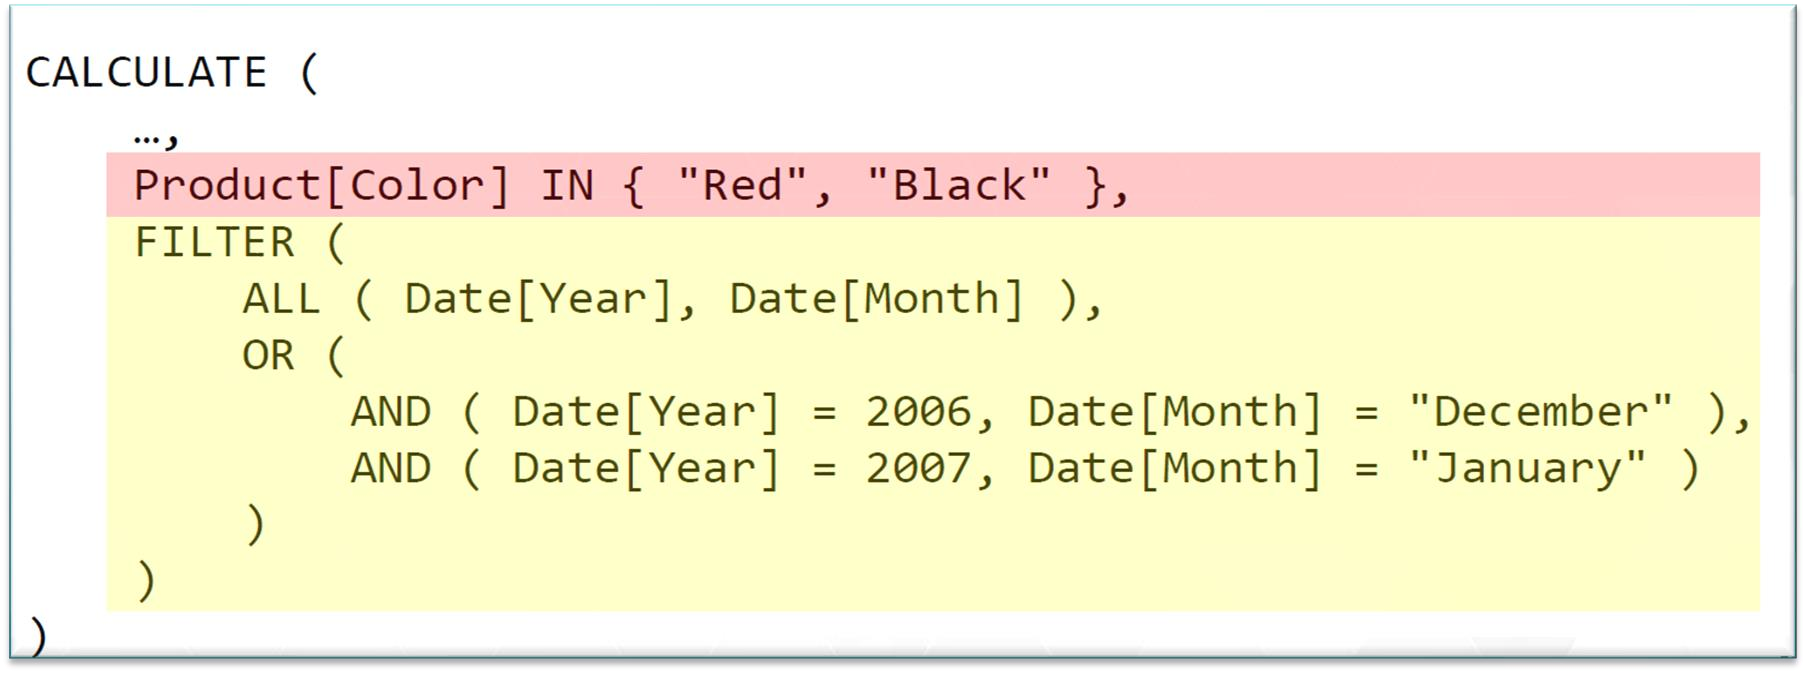 CALCULATE (
…,
Product[Color] IN { "Red", "Black" },
FILTER (
ALL ( Date[Year], Date[Month] ),
OR (
AND ( Date[Year] = 2006, Date[Month] = "December" ),
AND ( Date[Year] = 2007, Date[Month] = "January" )
)
)
)